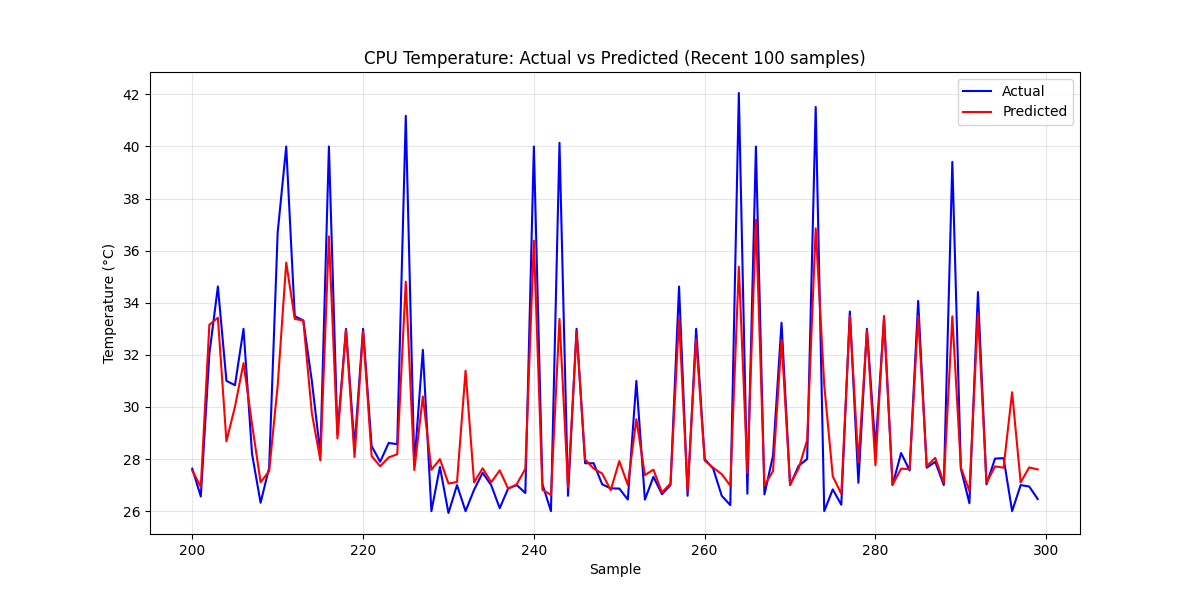 CPU Temperature: Actual vs Predicted (Recent 100 samples)
Actual
Predicted
Temperature (°C)
42
40
38
36
34
32
30
28
26
200 220 240 260 280 300
Sample